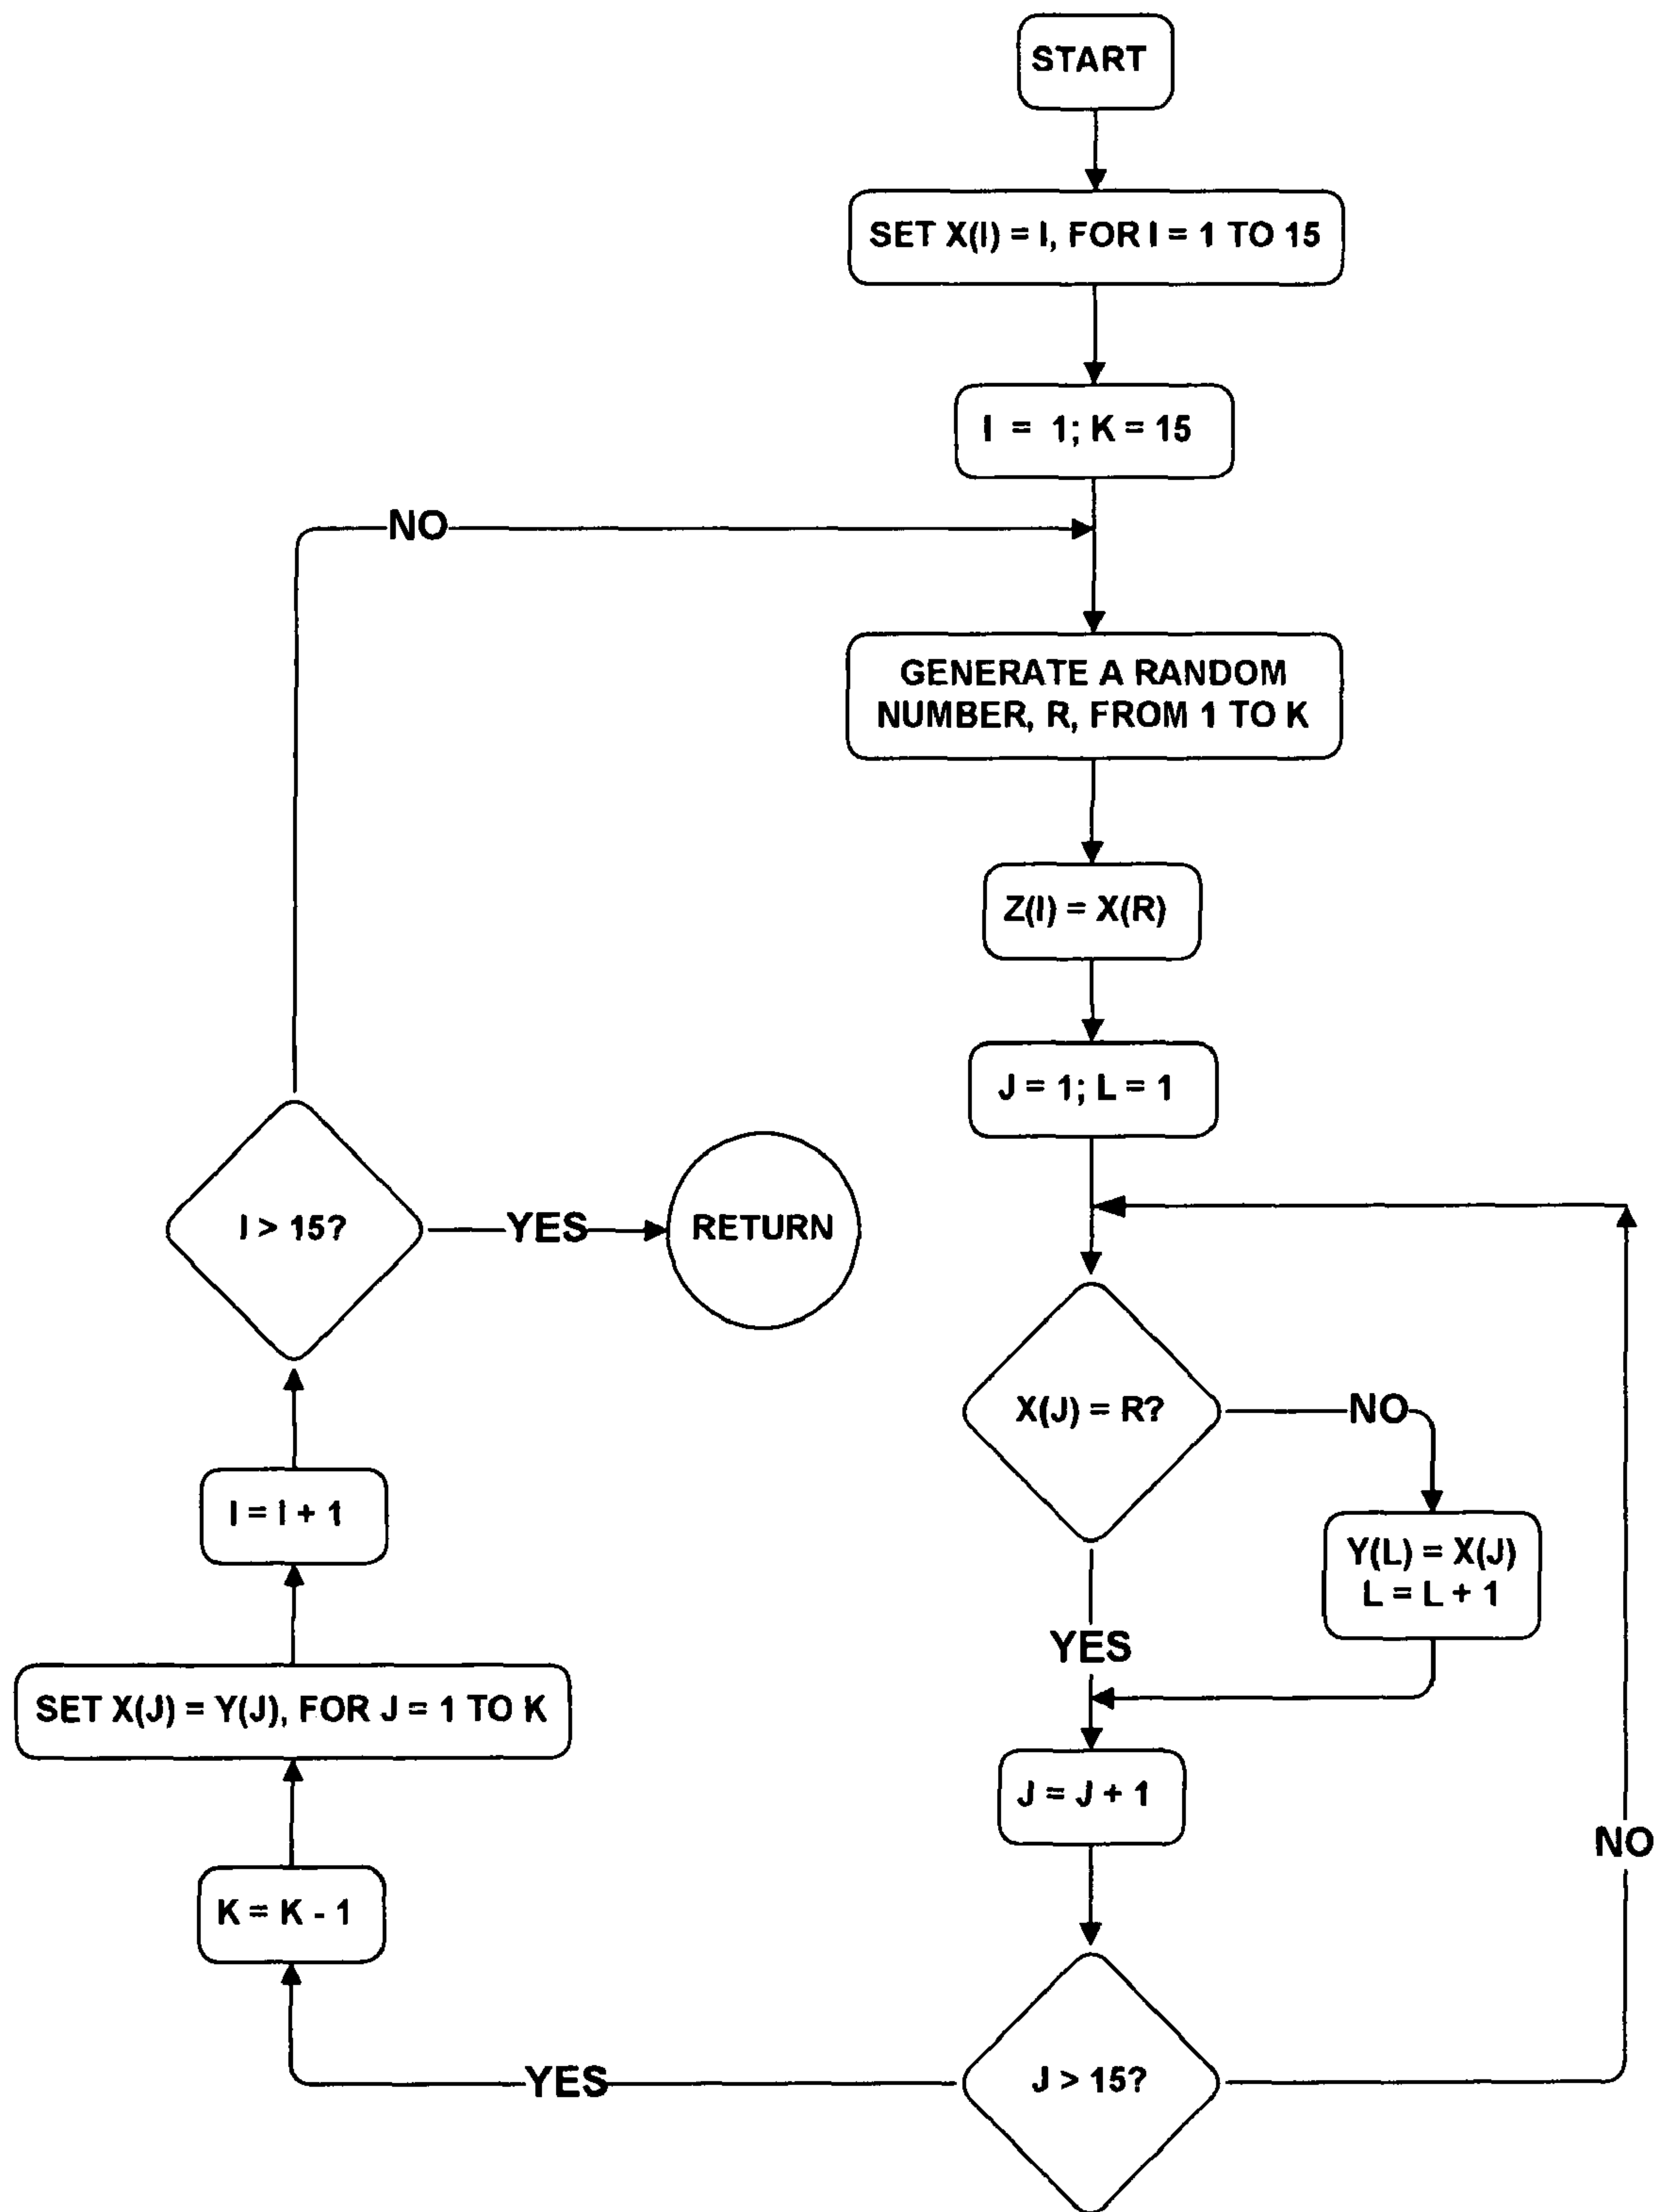 START
SET X(I) = I, FOR I = 1 TO 15
I = 1; K = 15
NO
GENERATE A RANDOM
NUMBER, R, FROM 1 TO K
Z(I) = X(R)
J = 1; L = 1
I > 15?
YES
RETURN
X(J) = R?
NO
Y(L) = X(J)
L = L + 1
YES
I = I + 1
SET X(J) = Y(J), FOR J = 1 TO K
J = J + 1
NO
K = K - 1
J > 15?
YES